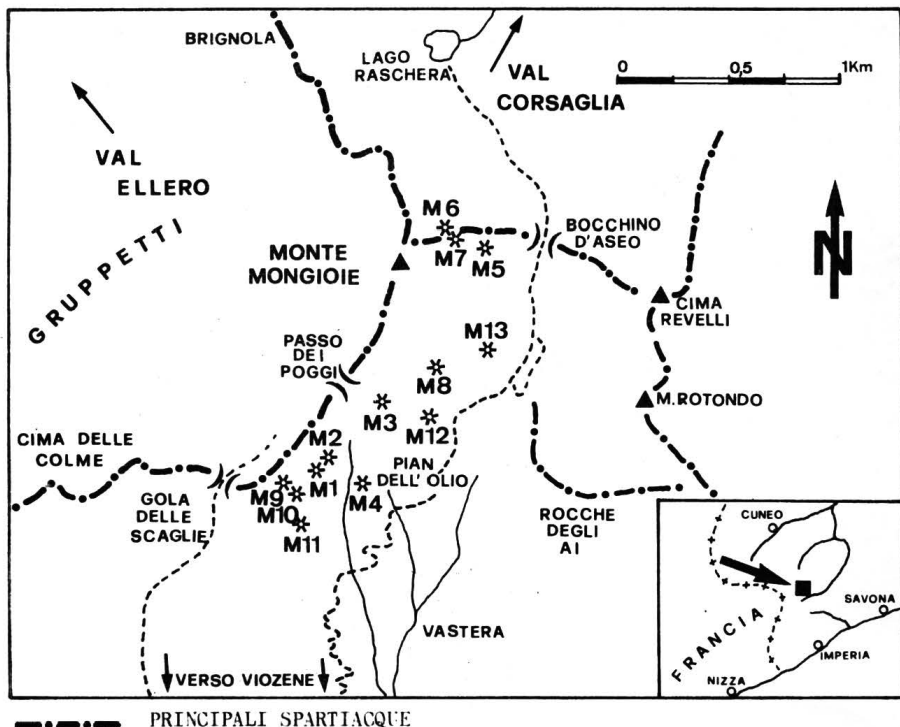 BRIGNOLA
LAGO
RASCHERA
VAL
CORSAGLIA
0 0,5 1Km
VAL
ELLERO
GRUPPETTI
MONTE
MONGIOIE
M6
M7
M5
BOCCHINO
D'ASEO
N
CIMA
REVELLI
PASSO
DEI
POGGI
M13
M8
M.ROTONDO
M3
M12
CIMA DELLE
COLME
M2
M1
PIAN
DELL'OLIO
M9
M10
M4
M11
GOLA
DELLE
SCAGLIE
ROCCHE
DEGLI
AI
VASTERA
VERSO VIOZENE
CUNEO
SAVONA
FRANCIA
IMPERIA
NIZZA
PRINCIPALI SPARTIACQUE